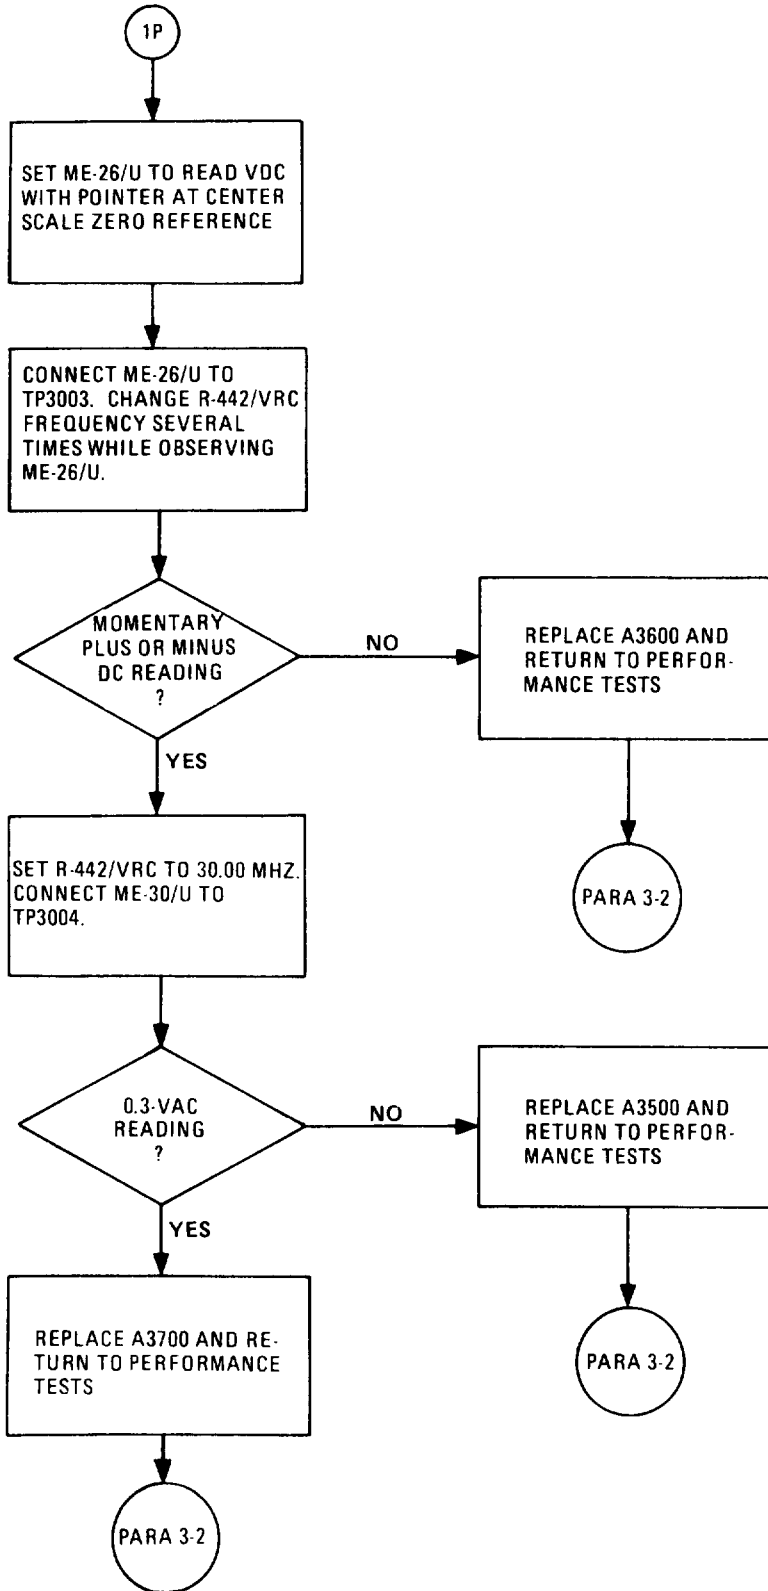 1P
SET ME-26/U TO READ VDC
WITH POINTER AT CENTER
SCALE ZERO REFERENCE
CONNECT ME-26/U TO
TP3003. CHANGE R-442/VRC
FREQUENCY SEVERAL
TIMES WHILE OBSERVING
ME-26/U.
MOMENTARY
PLUS OR MINUS
DC READING
?
NO
REPLACE A3600 AND
RETURN TO PERFOR-
MANCE TESTS
PARA 3-2
YES
SET R-442/VRC TO 30.00 MHZ.
CONNECT ME-30/U TO
TP3004.
0.3-VAC
READING
?
NO
REPLACE A3500 AND
RETURN TO PERFOR-
MANCE TESTS
PARA 3-2
YES
REPLACE A3700 AND RE-
TURN TO PERFORMANCE
TESTS
PARA 3-2